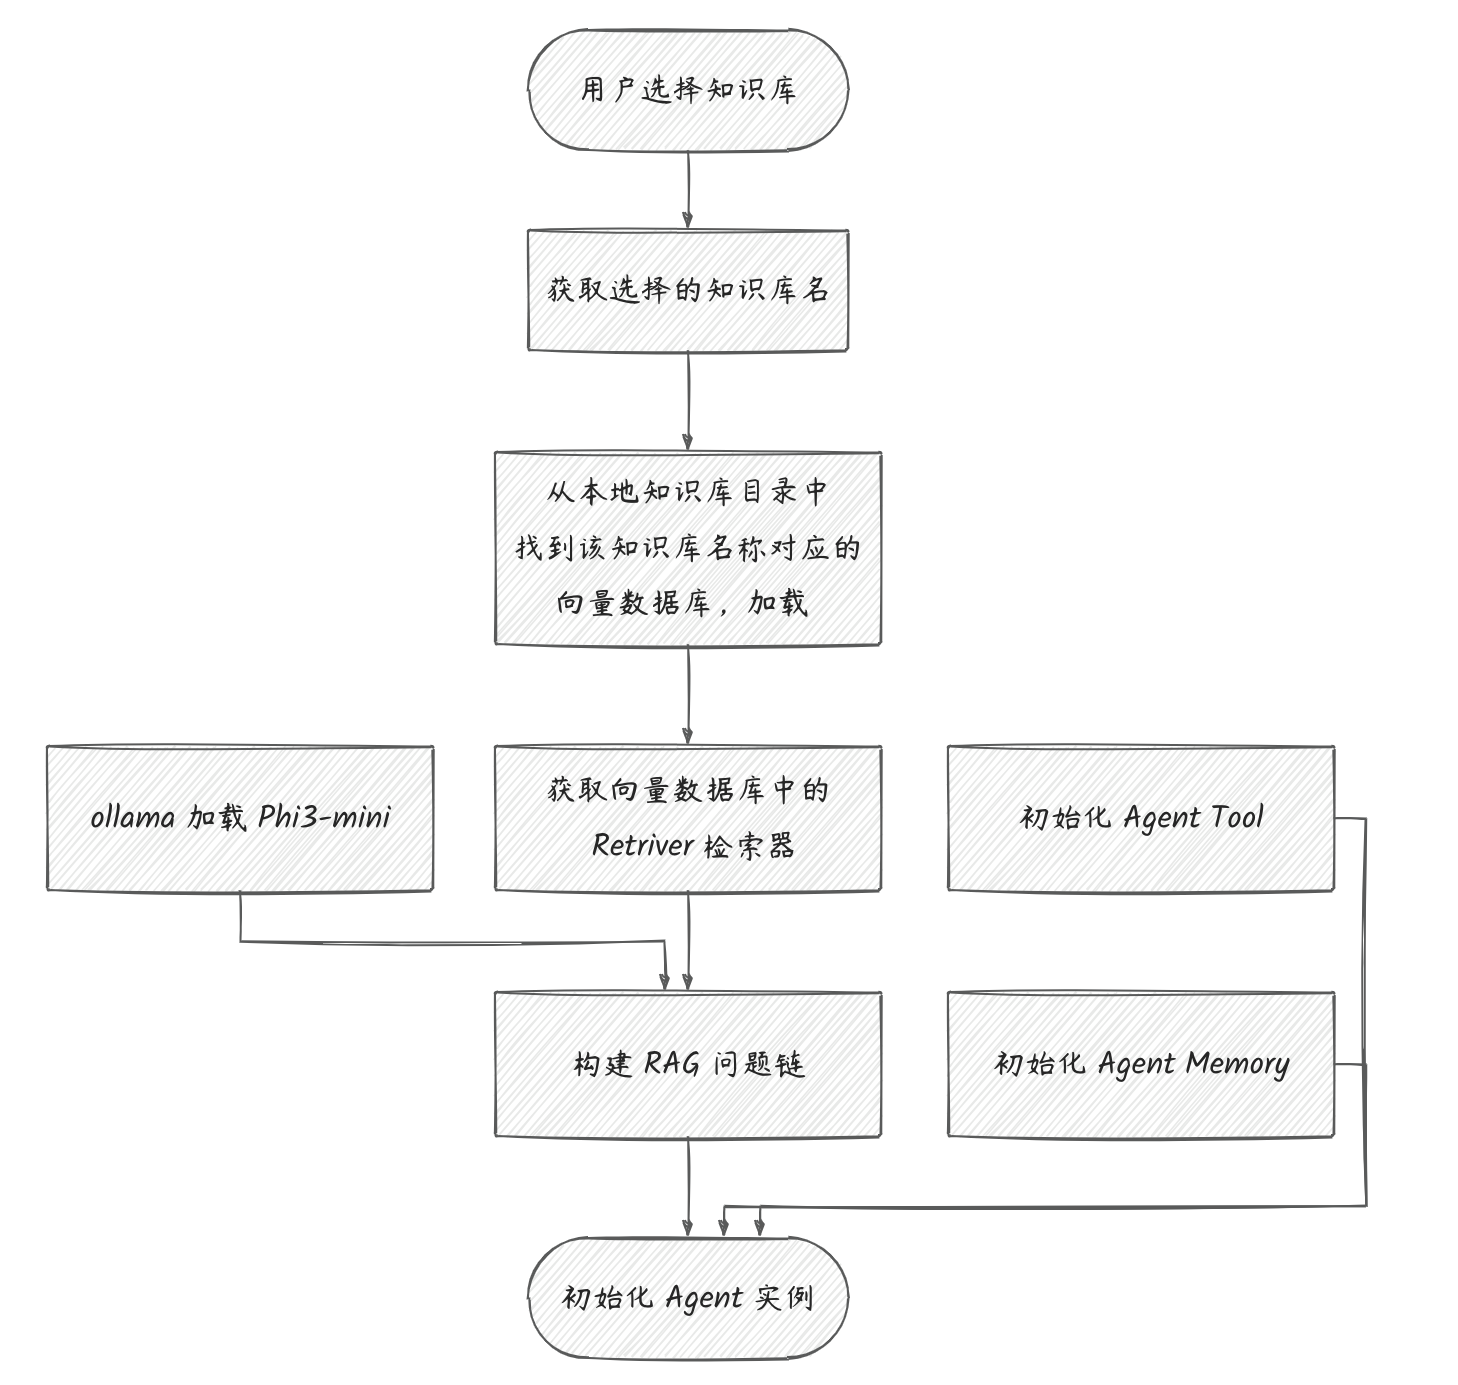 用户选择知识库
获取选择的知识库名
从本地知识库目录中
找到该知识库名称对应的
向量数据库，加载
ollama 加载 Phi3-mini
获取向量数据库中的
Retriver 检索器
初始化 Agent Tool
构建 RAG 问题链
初始化 Agent Memory
初始化 Agent 实例